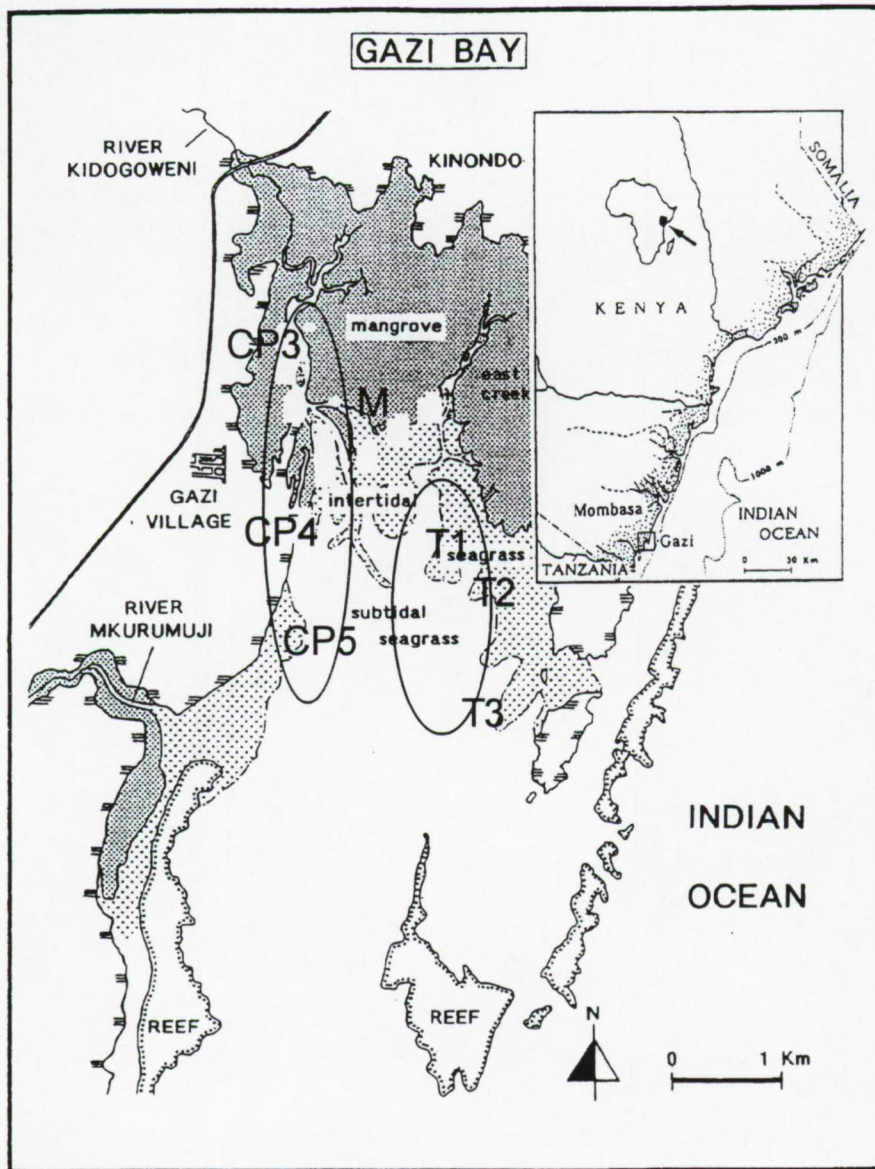 GAZI BAY
RIVER
KIDOGOWENI
KINONDO
SOMALIA
KENYA
mangrove
CP3
500 m
east
creek
M
1000 m
GAZI
VILLAGE
intertidal
Mombasa
INDIAN
OCEAN
CP4
T1
seagrass
Gazi
TANZANIA
0 50 Km
RIVER
MKURUMUJI
T2
subtidal
seagrass
CP5
T3
INDIAN
OCEAN
REEF
REEF
N
0 1 Km